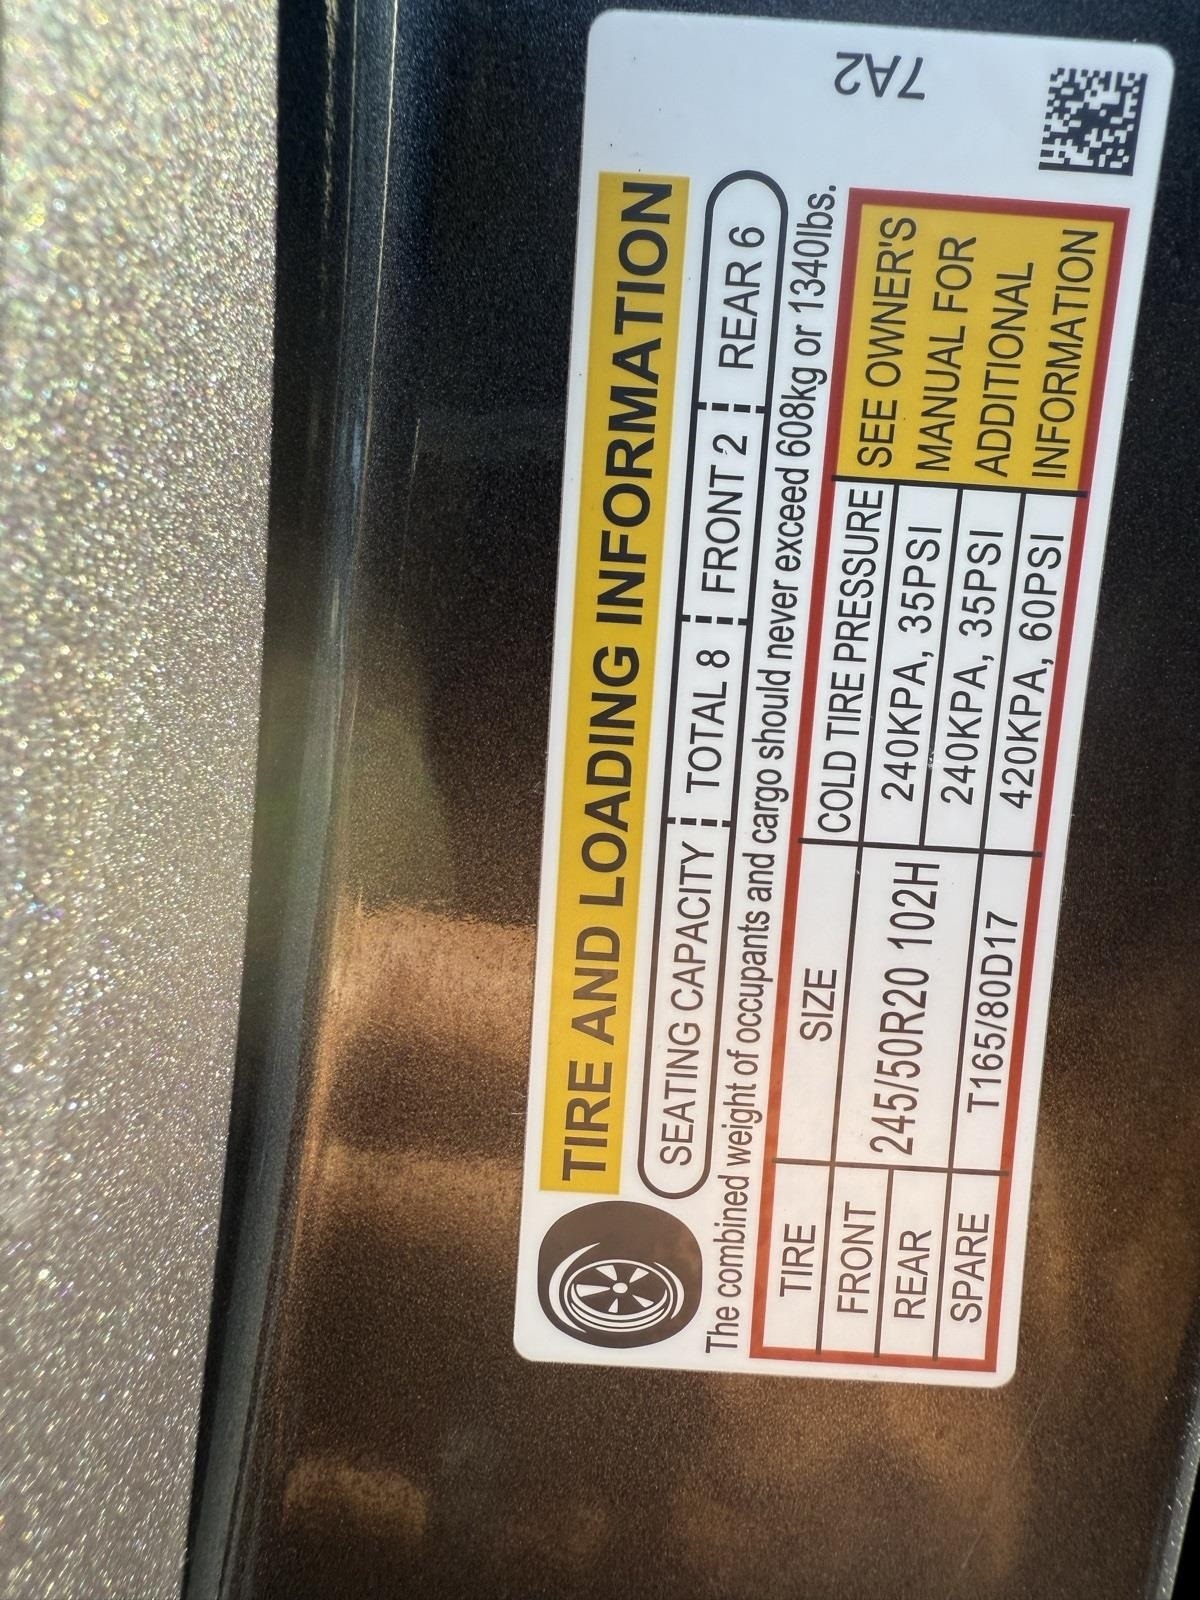 TIRE AND LOADING INFORMATION
SEATING CAPACITY TOTAL 8 FRONT 2 REAR 6
The combined weight of occupants and cargo should never exceed 608kg or 1340lbs.
TIRE SIZE COLD TIRE PRESSURE
FRONT 245/50R20 102H 240KPA, 35PSI
REAR 240KPA, 35PSI
SPARE T165/80D17 420KPA, 60PSI
SEE OWNER'S
MANUAL FOR
ADDITIONAL
INFORMATION
7A2